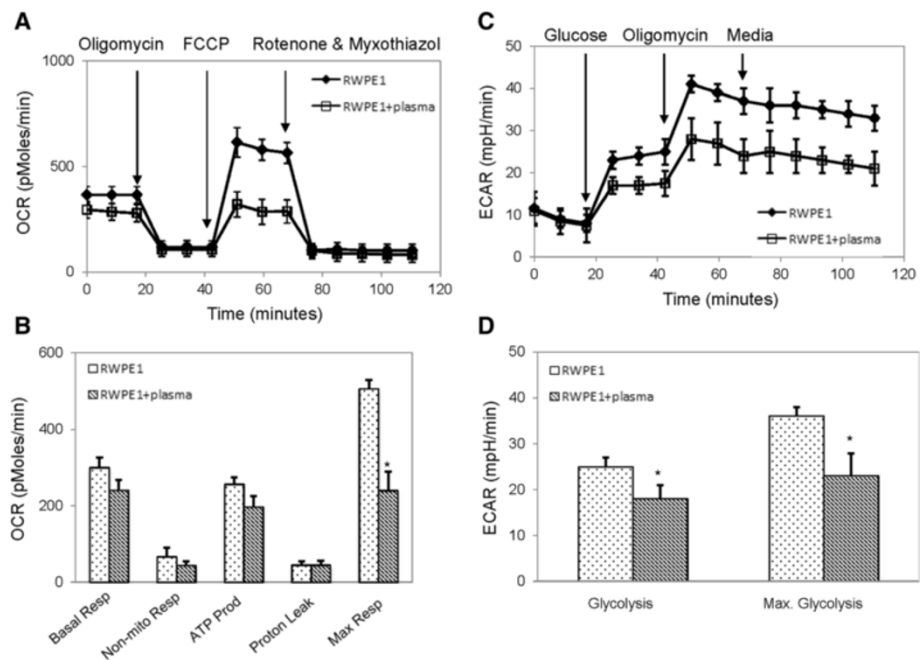 A
Oligomycin FCCP Rotenone & Myxothiazol
1000
500
0
OCR (pMoles/min)
RWPE1
RWPE1+plasma
0 20 40 60 80 100 120
Time (minutes)
B
600
400
200
0
OCR (pMoles/min)
RWPE1
RWPE1+plasma
*
Basal Resp
Non-mito Resp
ATP Prod
Proton Leak
Max Resp
C
Glucose Oligomycin Media
50
40
30
20
10
0
ECAR (mpH/min)
RWPE1
RWPE1+plasma
0 20 40 60 80 100 120
Time (minutes)
D
50
40
30
20
10
0
ECAR (mpH/min)
RWPE1
RWPE1+plasma
* *
Glycolysis Max. Glycolysis